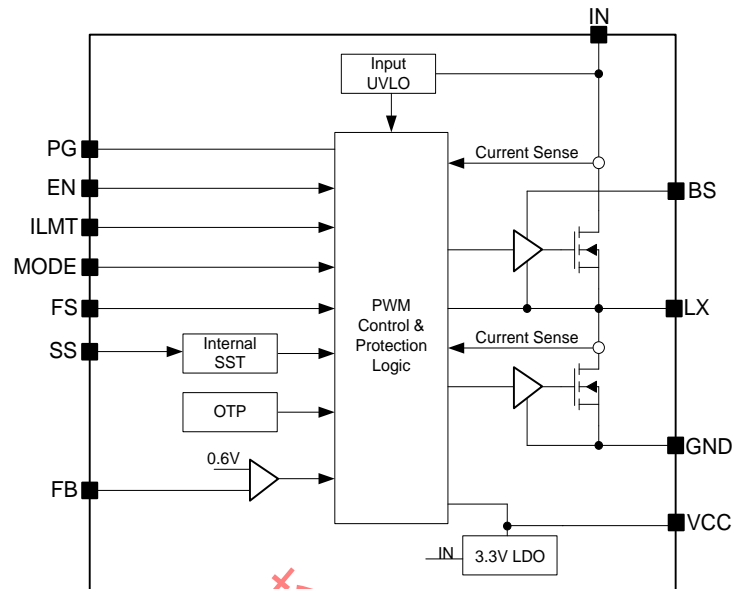 IN
Input
UVLO
PG
Current Sense
EN
BS
ILMT
MODE
FS
PWM
Control &
Protection
Logic
LX
SS
Internal
SST
Current Sense
OTP
GND
0.6V
FB
VCC
IN
3.3V LDO